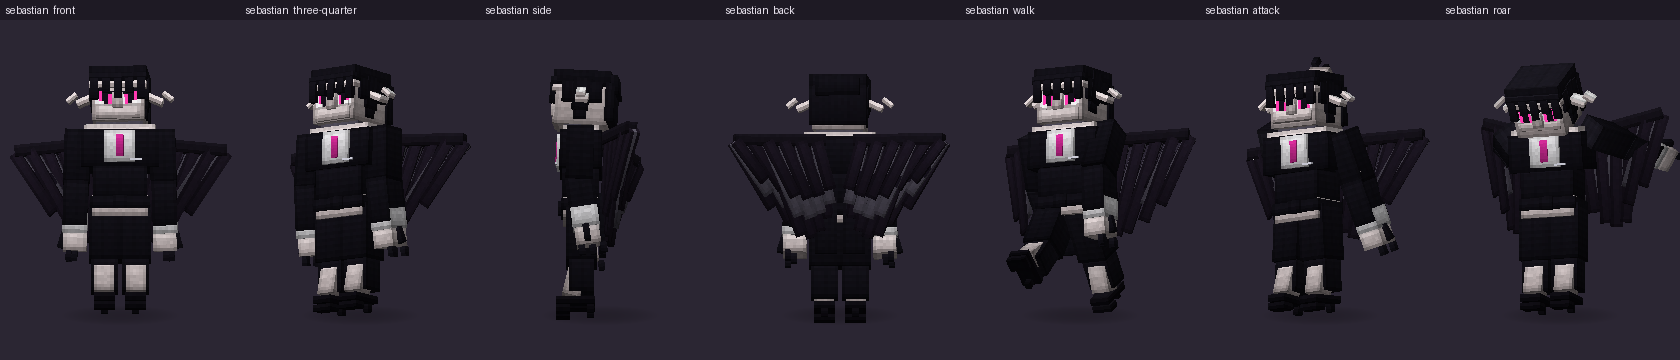 sebastian front
sebastian three-quarter
sebastian side
sebastian back
sebastian walk
sebastian attack
sebastian roar